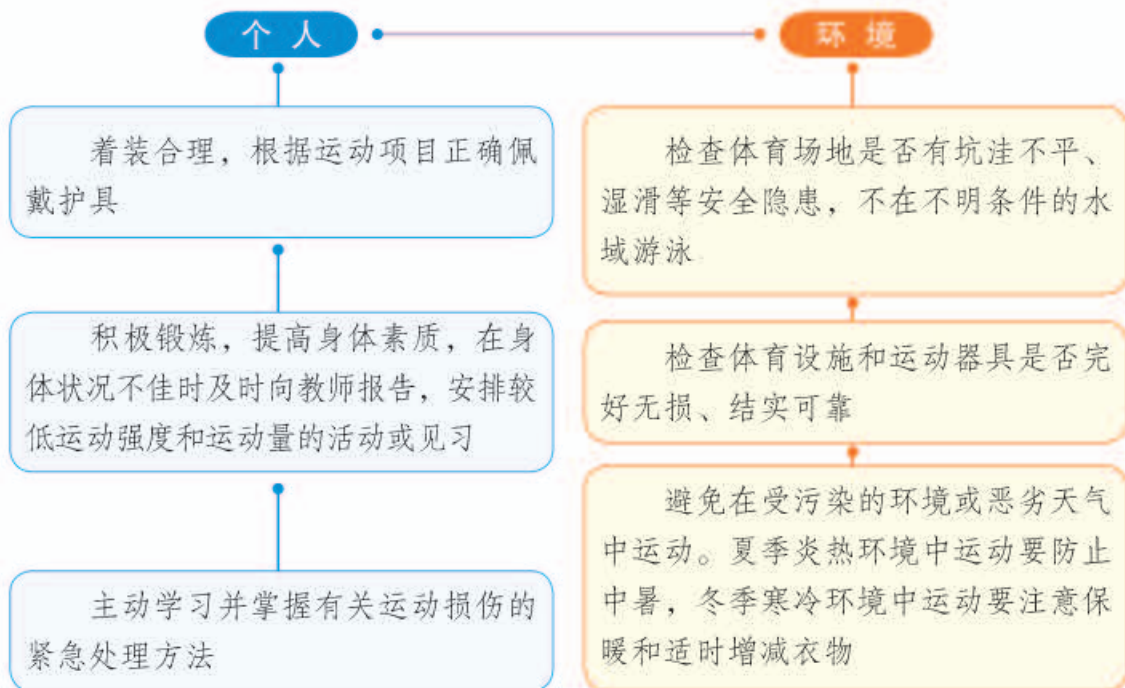 个人
着装合理，根据运动项目正确佩
戴护具
积极锻炼，提高身体素质，在身
体状况不佳时及时向教师报告，安排较
低运动强度和运动量的活动或见习
主动学习并掌握有关运动损伤的
紧急处理方法
环境
检查体育场地是否有坑洼不平、
湿滑等安全隐患，不在不明条件的水
域游泳
检查体育设施和运动器具是否完
好无损、结实可靠
避免在受污染的环境或恶劣天气
中运动。夏季炎热环境中运动要防止
中暑，冬季寒冷环境中运动要注意保
暖和适时增减衣物